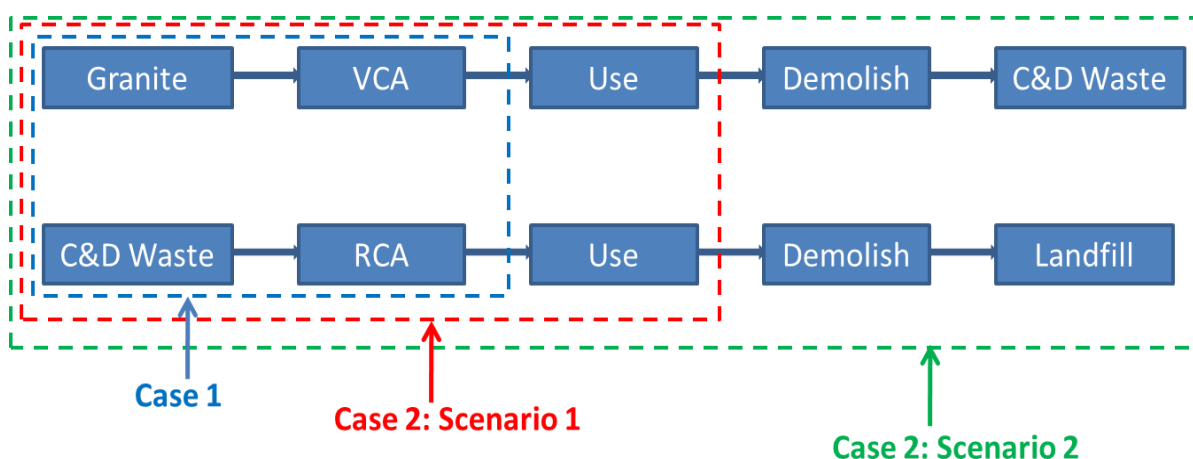 Granite
VCA
Use
Demolish
C&D Waste
C&D Waste
RCA
Use
Demolish
Landfill
Case 1
Case 2: Scenario 1
Case 2: Scenario 2